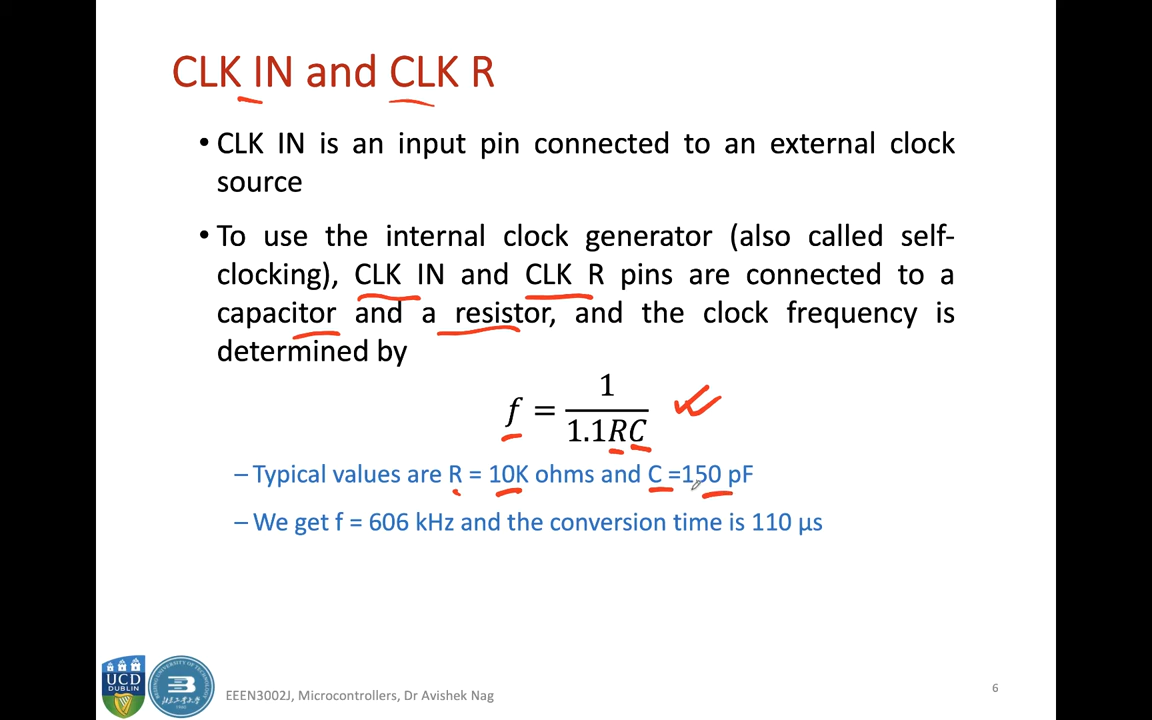 CLK IN and CLK R
• CLK IN is an input pin connected to an external clock
source
• To use the internal clock generator (also called self-
clocking), CLK IN and CLK R pins are connected to a
capacitor and a resistor, and the clock frequency is
determined by
f = 1 / 1.1RC
– Typical values are R = 10K ohms and C =150 pF
– We get f = 606 kHz and the conversion time is 110 μs
UCD
DUBLIN
EEEN3002J, Microcontrollers, Dr Avishek Nag
6